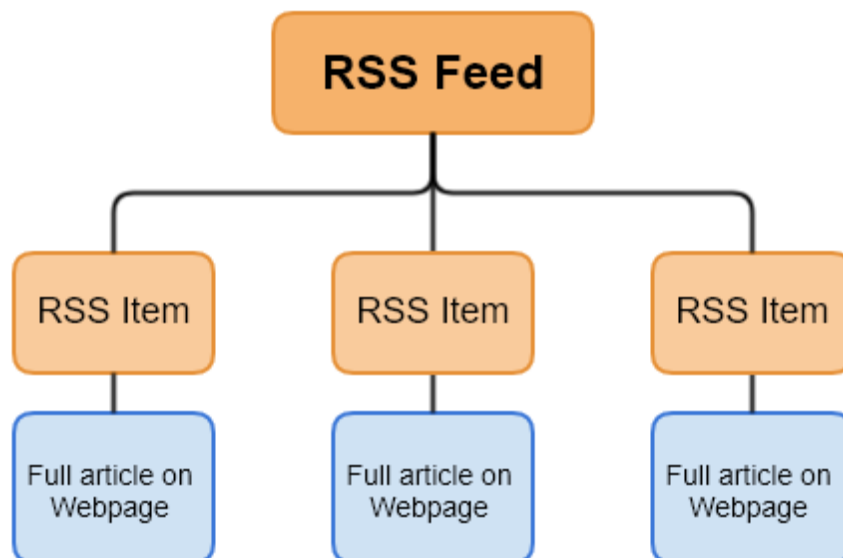 RSS Feed
RSS Item
RSS Item
RSS Item
Full article on
Webpage
Full article on
Webpage
Full article on
Webpage